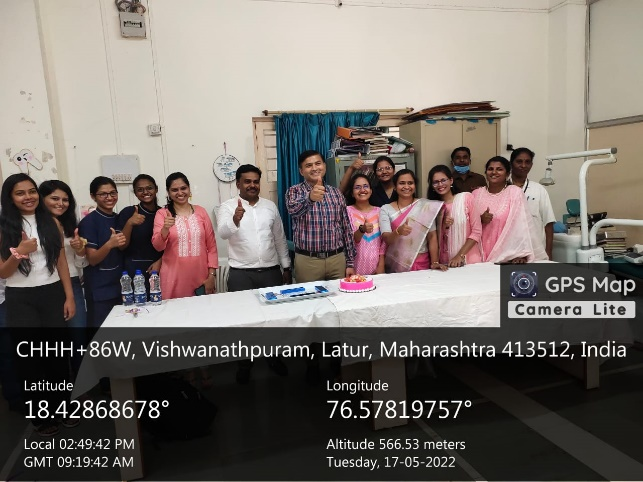 GPS Map
Camera Lite
CHHH+86W, Vishwanathpuram, Latur, Maharashtra 413512, India
Latitude
Longitude
18.42868678°
76.57819757°
Local 02:49:42 PM
Altitude 566.53 meters
GMT 09:19:42 AM
Tuesday, 17-05-2022